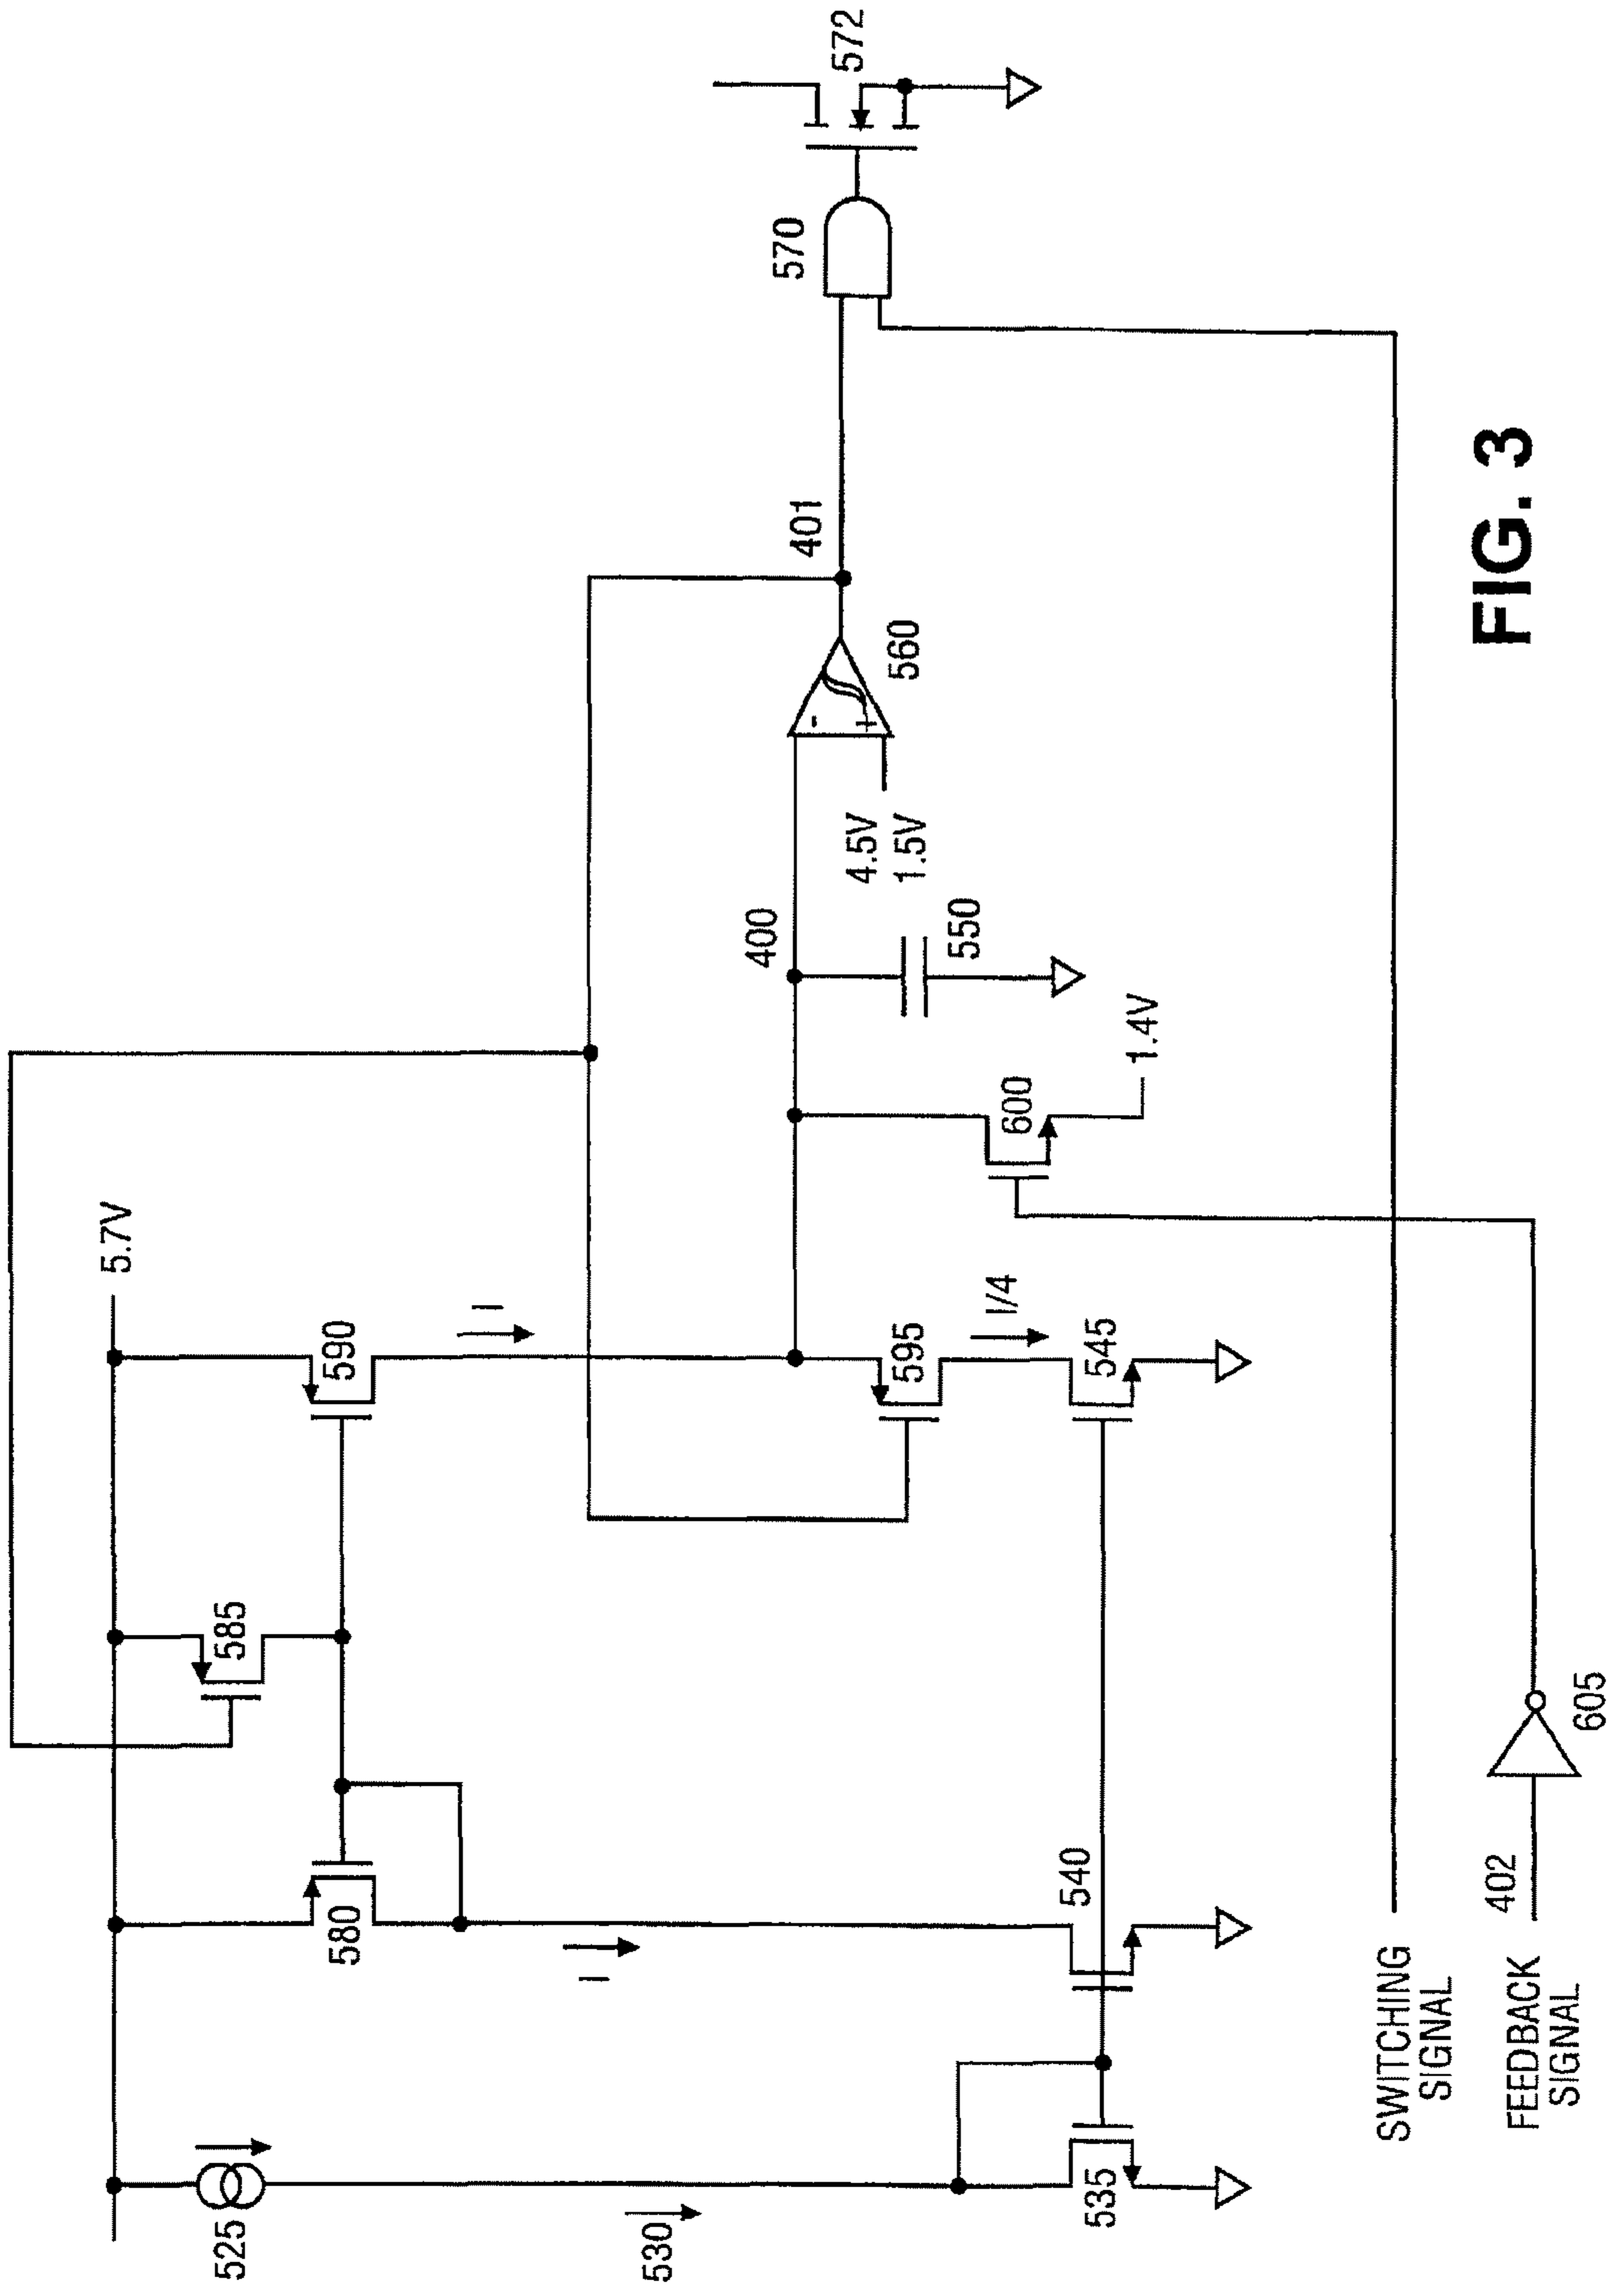 5.7V
525
530
580
I
585
590
I
595
I/4
545
540
535
600
1.4V
400
550
4.5V
1.5V
560
401
570
572
SWITCHING
SIGNAL
402
FEEDBACK
SIGNAL
605
-
+
FIG. 3